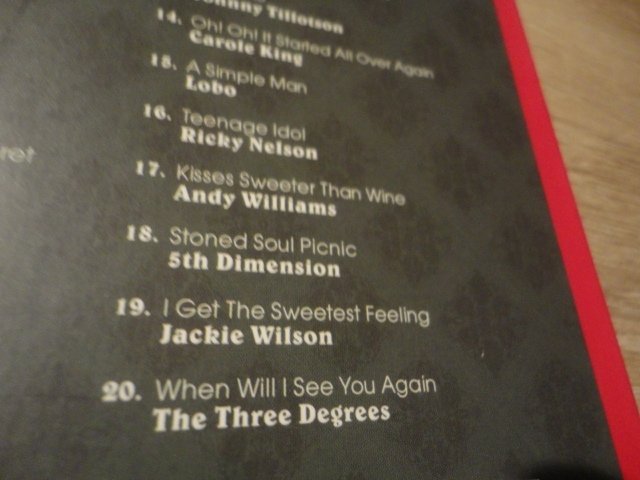 Johnny Tillotson
14. Oh! Oh! It Started All Over Again
Carole King
15. A Simple Man
Lobo
16. Teenage Idol
Ricky Nelson
17. Kisses Sweeter Than Wine
Andy Williams
18. Stoned Soul Picnic
5th Dimension
19. I Get The Sweetest Feeling
Jackie Wilson
20. When Will I See You Again
The Three Degrees